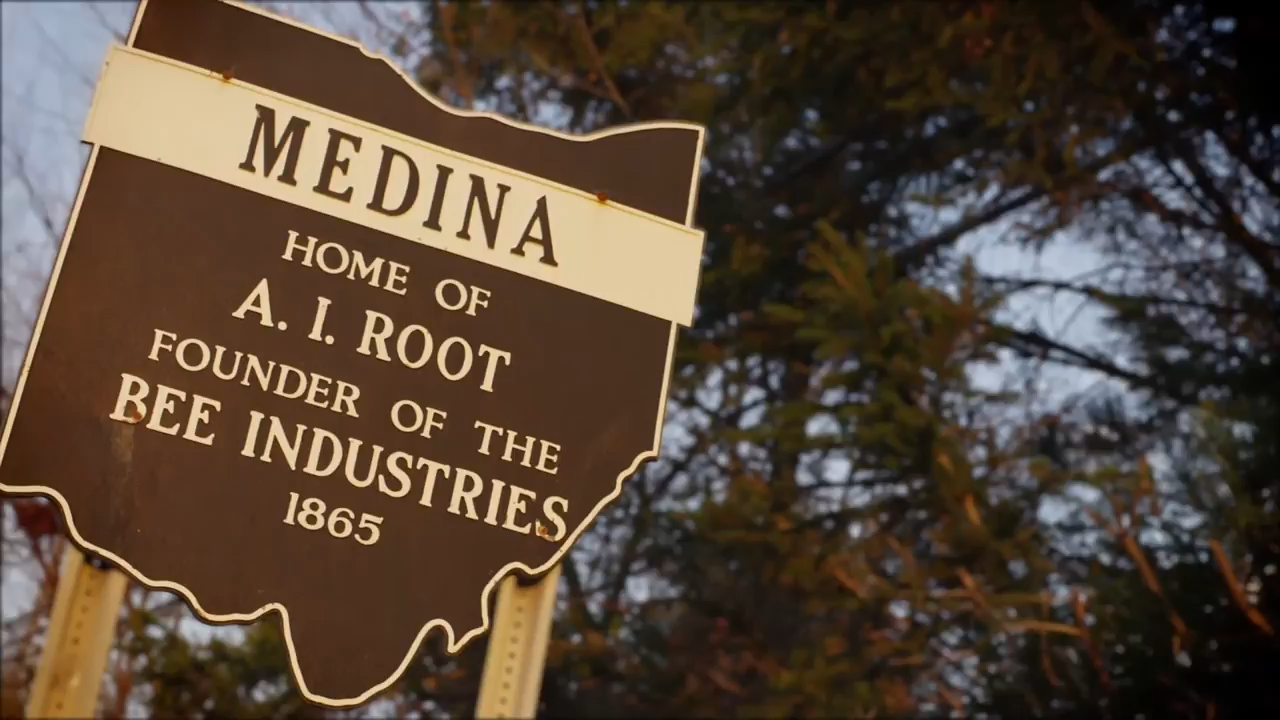 MEDINA
HOME OF
A. I. ROOT
FOUNDER OF THE
BEE INDUSTRIES
1865